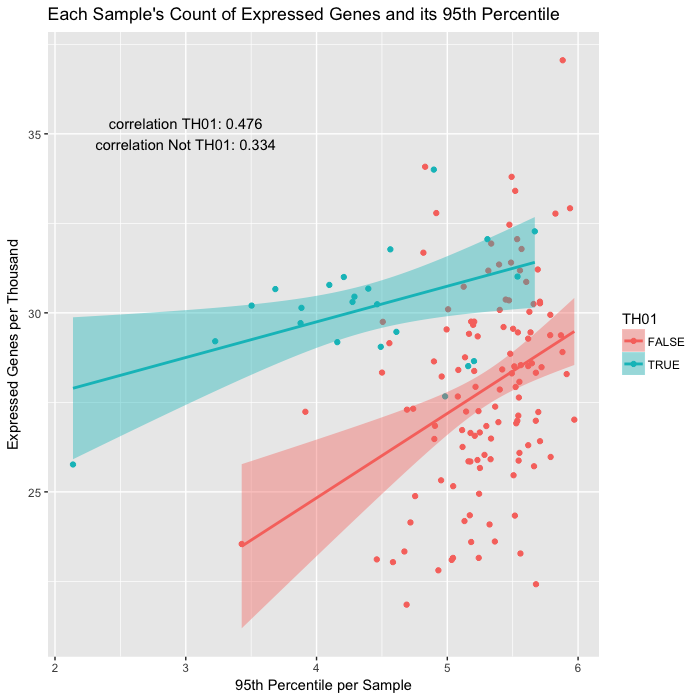 Each Sample's Count of Expressed Genes and its 95th Percentile
correlation TH01: 0.476
correlation Not TH01: 0.334
Expressed Genes per Thousand
35
30
25
2 3 4 5 6
95th Percentile per Sample
TH01
FALSE
TRUE